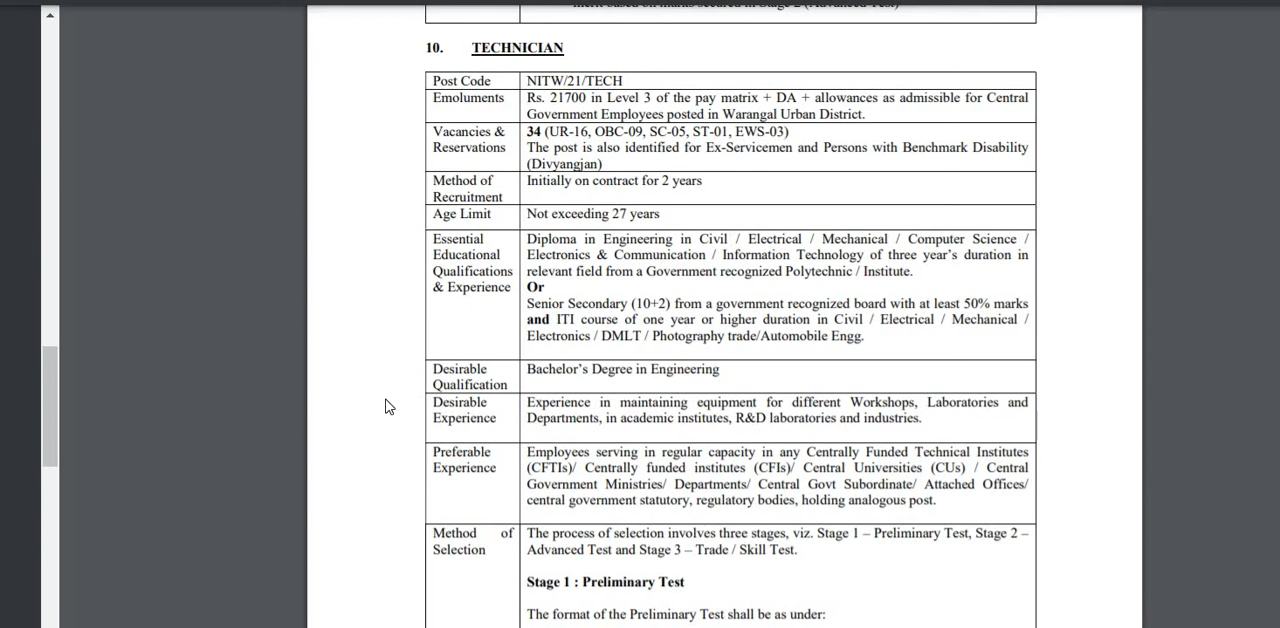 merit based on marks secured in Stage 2 (Advanced Test)
10. TECHNICIAN
Post Code NITW/21/TECH
Emoluments Rs. 21700 in Level 3 of the pay matrix + DA + allowances as admissible for Central
Government Employees posted in Warangal Urban District.
Vacancies & 34 (UR-16, OBC-09, SC-05, ST-01, EWS-03)
Reservations The post is also identified for Ex-Servicemen and Persons with Benchmark Disability
(Divyangjan)
Method of Initially on contract for 2 years
Recruitment
Age Limit Not exceeding 27 years
Essential Diploma in Engineering in Civil / Electrical / Mechanical / Computer Science /
Educational Electronics & Communication / Information Technology of three year's duration in
Qualifications relevant field from a Government recognized Polytechnic / Institute.
& Experience Or
Senior Secondary (10+2) from a government recognized board with at least 50% marks
and ITI course of one year or higher duration in Civil / Electrical / Mechanical /
Electronics / DMLT / Photography trade/Automobile Engg.
Desirable Bachelor's Degree in Engineering
Qualification
Desirable Experience in maintaining equipment for different Workshops, Laboratories and
Experience Departments, in academic institutes, R&D laboratories and industries.
Preferable Employees serving in regular capacity in any Centrally Funded Technical Institutes
Experience (CFTIs)/ Centrally funded institutes (CFIs)/ Central Universities (CUs) / Central
Government Ministries/ Departments/ Central Govt Subordinate/ Attached Offices/
central government statutory, regulatory bodies, holding analogous post.
Method of The process of selection involves three stages, viz. Stage 1 – Preliminary Test, Stage 2 –
Selection Advanced Test and Stage 3 – Trade / Skill Test.
Stage 1 : Preliminary Test
The format of the Preliminary Test shall be as under: